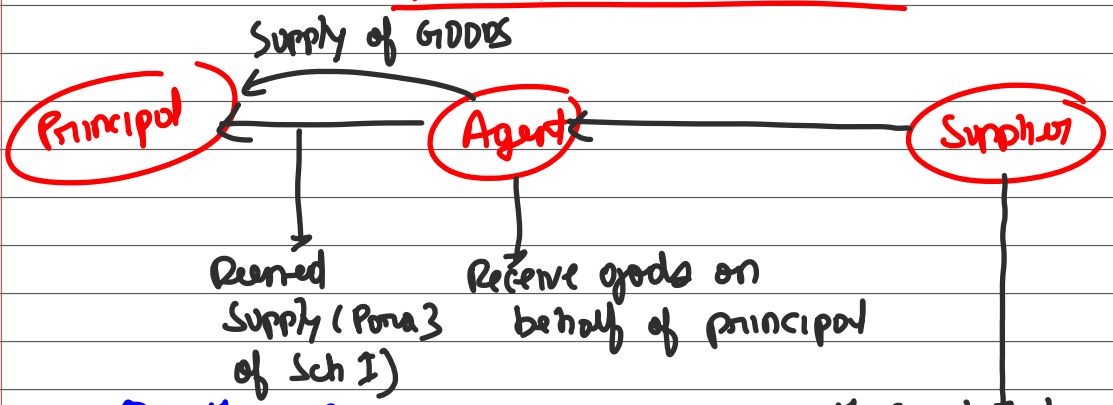 Supply of GOODS
Principal
Agent
Supplier
Deemed
Supply (Para 3
of Sch I)
Receive goods on
behalf of principal